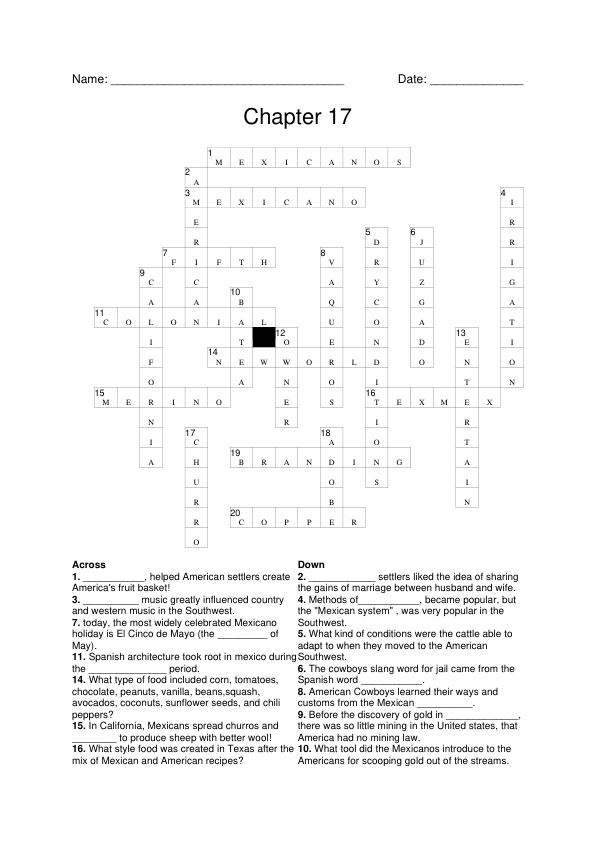 Name: ___________________________________ Date: ______________
Chapter 17
1
M E X I C A N O S
2
A
3 4
M E X I C A N O I
E R
5 6
R D J R
7 8
F I F T H V R U I
9
C C A Y Z G
10
A A B Q C G A
11
C O L O N I A L U O A T
12 13
I T O E N D E I
14
N E W W O R L D O N O
O A N O I T N
15 16
M E R I N O E S T E X M E X
N R I R
17 18
I C A O T
19
A H B R A N D I N G A
U O S I
R B N
20
R C O P P E R
O
Across
1. ___________, helped American settlers create
America's fruit basket!
3. __________ music greatly influenced country
and western music in the Southwest.
7. today, the most widely celebrated Mexicano
holiday is El Cinco de Mayo (the _________ of
May).
11. Spanish architecture took root in mexico during
the ______________ period.
14. What type of food included corn, tomatoes,
chocolate, peanuts, vanilla, beans,squash,
avocados, coconuts, sunflower seeds, and chili
peppers?
15. In California, Mexicans spread churros and
________ to produce sheep with better wool!
16. What style food was created in Texas after the
mix of Mexican and American recipes?
Down
2. ____________ settlers liked the idea of sharing
the gains of marriage between husband and wife.
4. Methods of___________, became popular, but
the "Mexican system" , was very popular in the
Southwest.
5. What kind of conditions were the cattle able to
adapt to when they moved to the American
Southwest.
6. The cowboys slang word for jail came from the
Spanish word ___________.
8. American Cowboys learned their ways and
customs from the Mexican __________.
9. Before the discovery of gold in _____________,
there was so little mining in the United states, that
America had no mining law.
10. What tool did the Mexicanos introduce to the
Americans for scooping gold out of the streams.